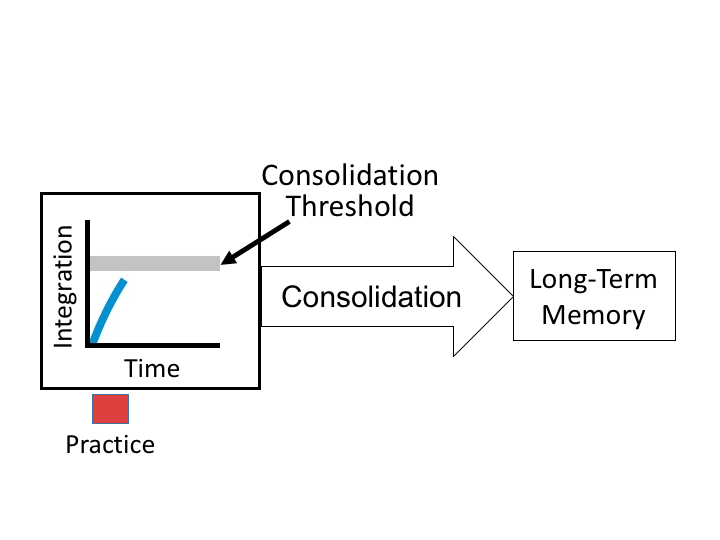 Consolidation
Threshold
Integration
Consolidation
Long-Term
Memory
Time
Practice